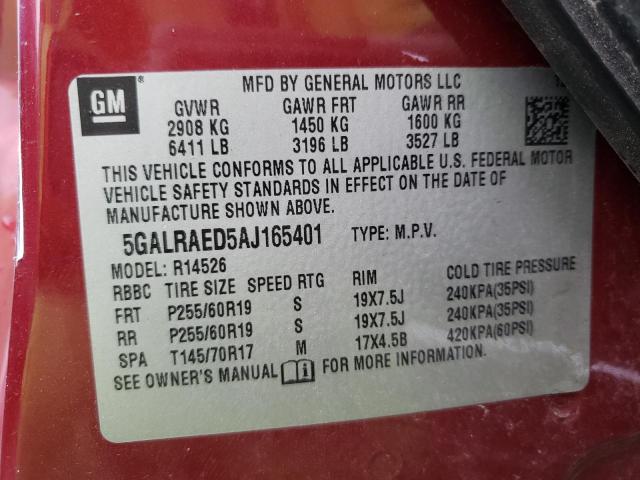 MFD BY GENERAL MOTORS LLC
GM
GVWR GAWR FRT GAWR RR
2908 KG 1450 KG 1600 KG
6411 LB 3196 LB 3527 LB
THIS VEHICLE CONFORMS TO ALL APPLICABLE U.S. FEDERAL MOTOR
VEHICLE SAFETY STANDARDS IN EFFECT ON THE DATE OF
MANUFACTURE SHOWN ABOVE.
5GALRAED5AJ165401 TYPE: M.P.V.
MODEL: R14526
RBBC TIRE SIZE SPEED RTG RIM COLD TIRE PRESSURE
FRT P255/60R19 S 19X7.5J 240KPA(35PSI)
RR P255/60R19 S 19X7.5J 240KPA(35PSI)
SPA T145/70R17 M 17X4.5B 420KPA(60PSI)
SEE OWNER'S MANUAL FOR MORE INFORMATION.